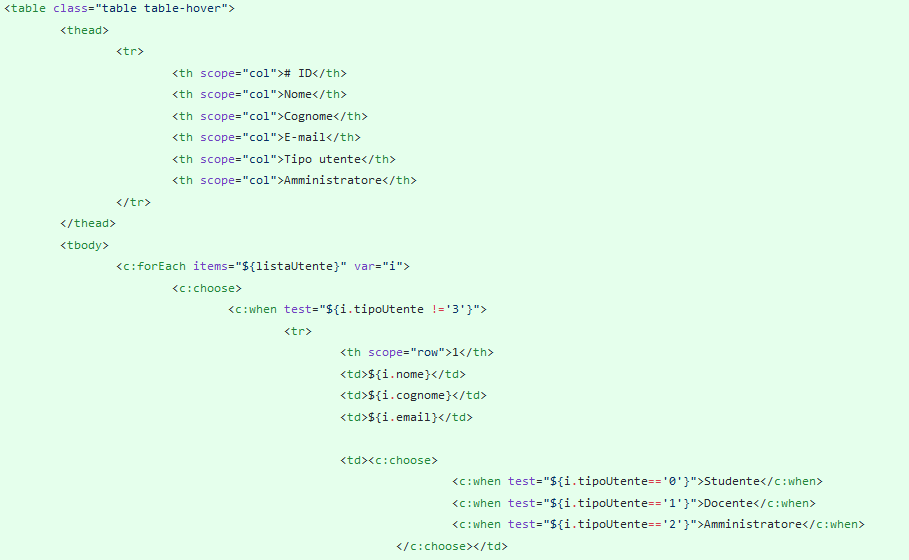 <table class="table table-hover">
<thead>
<tr>
<th scope="col"># ID</th>
<th scope="col">Nome</th>
<th scope="col">Cognome</th>
<th scope="col">E-mail</th>
<th scope="col">Tipo utente</th>
<th scope="col">Amministratore</th>
</tr>
</thead>
<tbody>
<c:forEach items="${listaUtente}" var="i">
<c:choose>
<c:when test="${i.tipoUtente !='3'}">
<tr>
<th scope="row">1</th>
<td>${i.nome}</td>
<td>${i.cognome}</td>
<td>${i.email}</td>
<td><c:choose>
<c:when test="${i.tipoUtente=='0'}">Studente</c:when>
<c:when test="${i.tipoUtente=='1'}">Docente</c:when>
<c:when test="${i.tipoUtente=='2'}">Amministratore</c:when>
</c:choose></td>